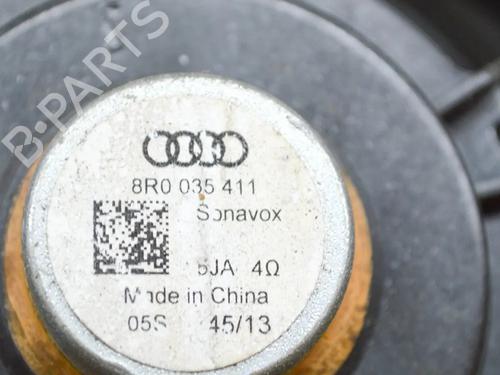 B-PARTS
8R0 035 411
Sonavox
5JA 4Ω
Made in China
05S 45/13